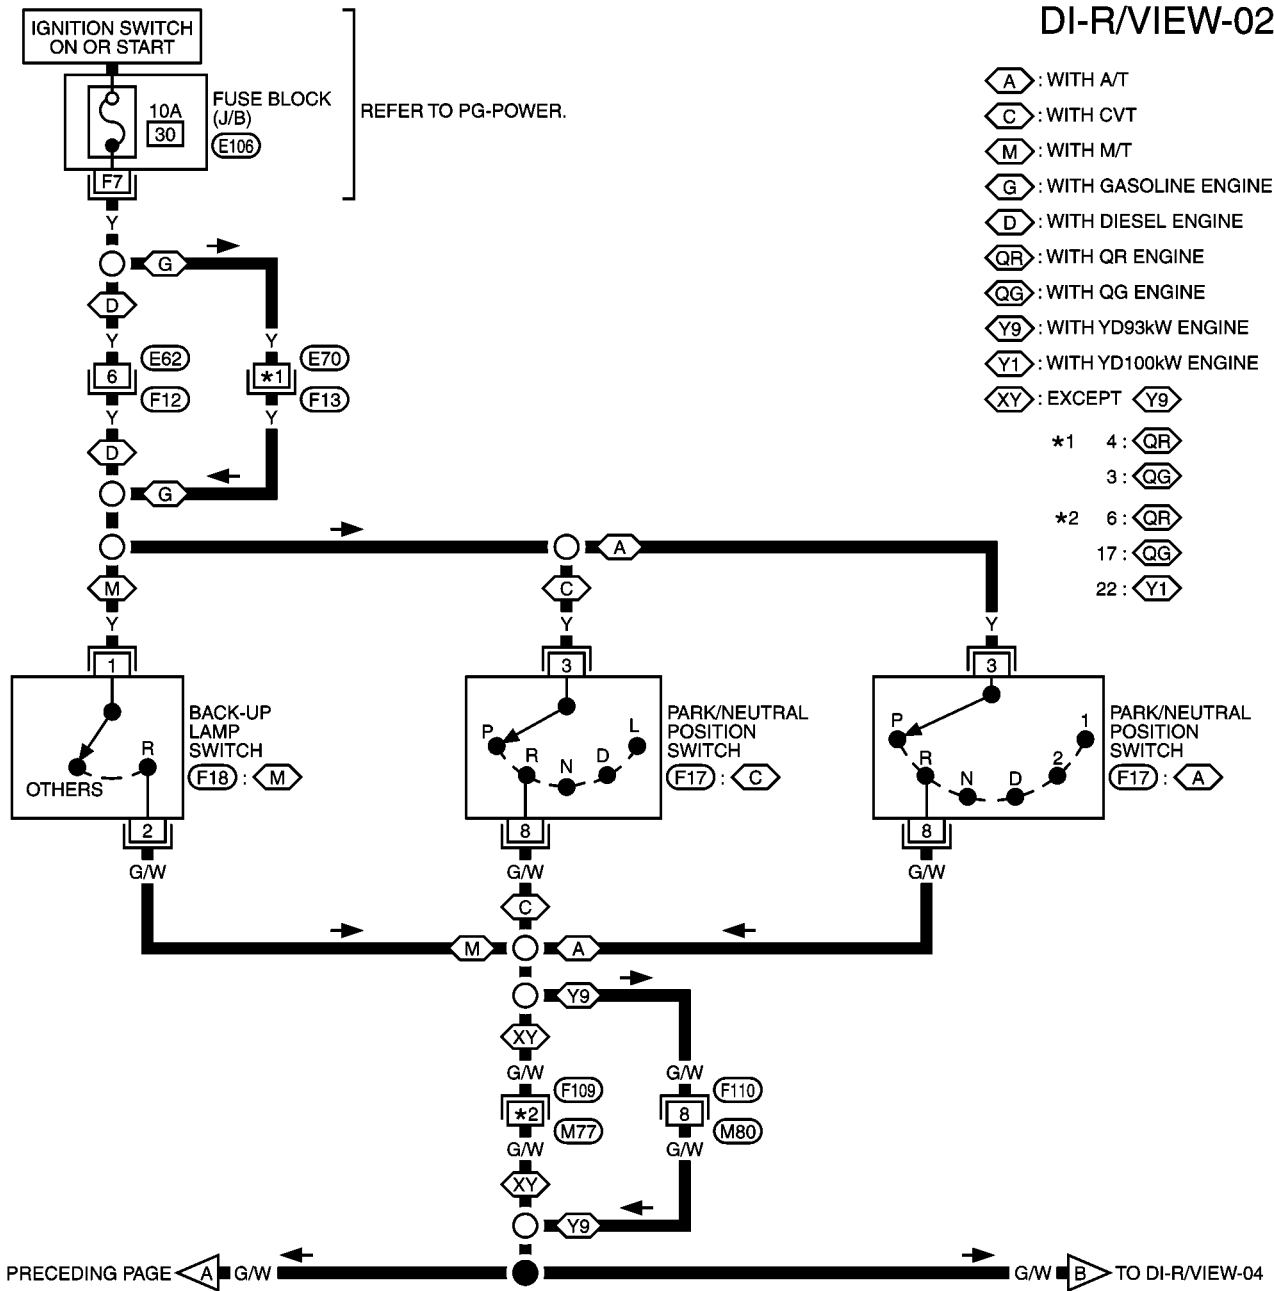 DI-R/VIEW-02
IGNITION SWITCH
ON OR START
10A
30
FUSE BLOCK
(J/B)
E106
REFER TO PG-POWER.
F7
A : WITH A/T
C : WITH CVT
M : WITH M/T
G : WITH GASOLINE ENGINE
D : WITH DIESEL ENGINE
QR : WITH QR ENGINE
QG : WITH QG ENGINE
Y9 : WITH YD93kW ENGINE
Y1 : WITH YD100kW ENGINE
XY : EXCEPT Y9
*1 4 : QR
3 : QG
*2 6 : QR
17 : QG
22 : Y1
Y
G
D
Y
Y
6
E62
F12
*1
E70
F13
Y
Y
D
G
A
M
C
Y
Y
Y
1
3
3
OTHERS
R
BACK-UP
LAMP
SWITCH
F18 : M
P
R
N
D
L
PARK/NEUTRAL
POSITION
SWITCH
F17 : C
P
R
N
D
2
1
PARK/NEUTRAL
POSITION
SWITCH
F17 : A
2
8
8
G/W
G/W
G/W
C
M
A
Y9
XY
G/W
G/W
*2
F109
M77
8
F110
M80
G/W
G/W
XY
Y9
PRECEDING PAGE A G/W
G/W B TO DI-R/VIEW-04